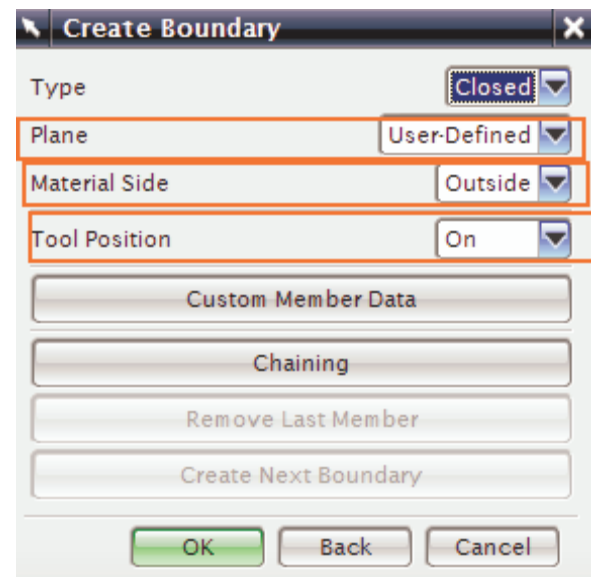 Create Boundary
Type Closed
Plane User-Defined
Material Side Outside
Tool Position On
Custom Member Data
Chaining
Remove Last Member
Create Next Boundary
OK Back Cancel